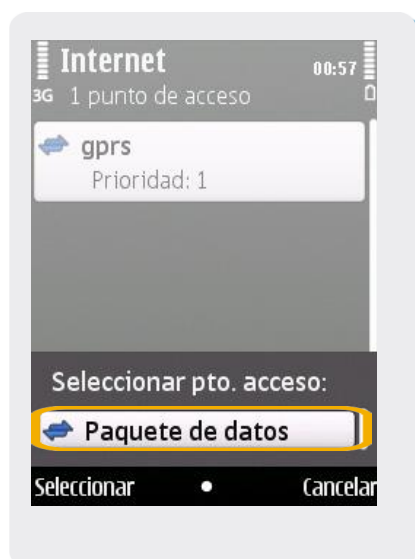 Internet
00:57
3G 1 punto de acceso
gprs
Prioridad: 1
Seleccionar pto. acceso:
Paquete de datos
Seleccionar
Cancelar